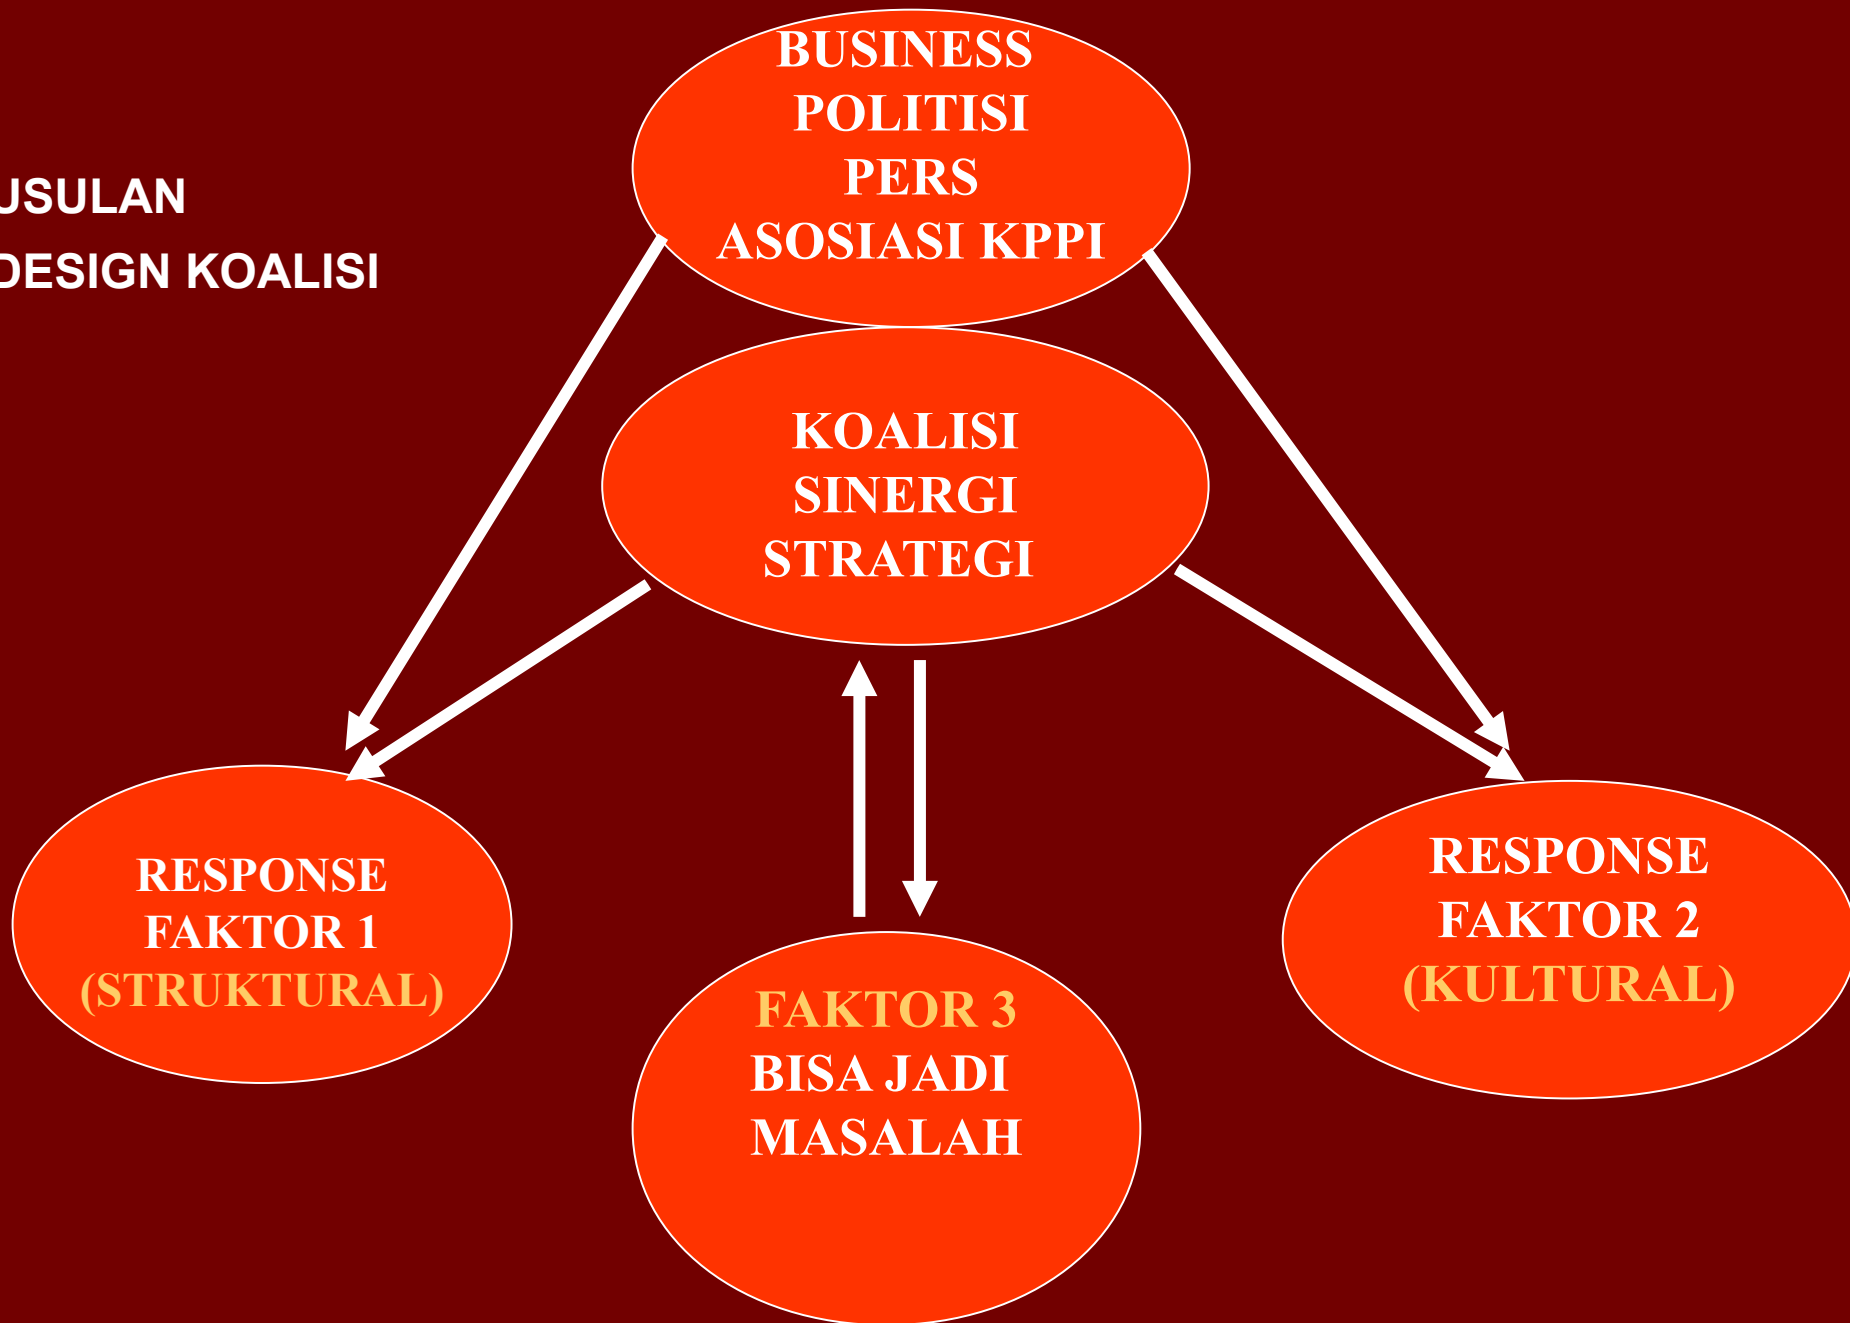 USULAN
DESIGN KOALISI
BUSINESS
POLITISI
PERS
ASOSIASI KPPI
KOALISI
SINERGI
STRATEGI
RESPONSE
FAKTOR 1
(STRUKTURAL)
FAKTOR 3
BISA JADI
MASALAH
RESPONSE
FAKTOR 2
(KULTURAL)